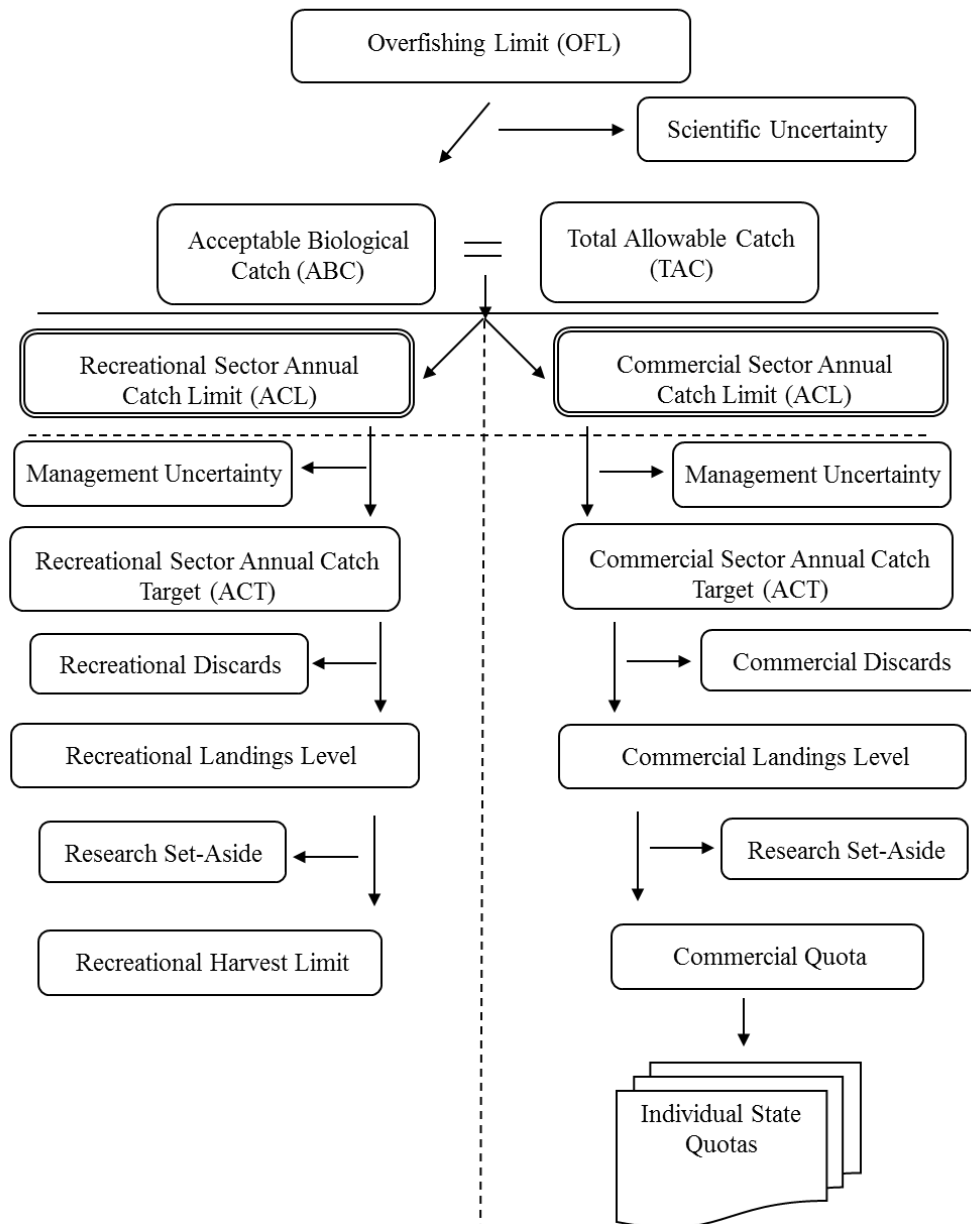 Overfishing Limit (OFL)
Scientific Uncertainty
Acceptable Biological
Catch (ABC)
Total Allowable Catch
(TAC)
Recreational Sector Annual
Catch Limit (ACL)
Commercial Sector Annual
Catch Limit (ACL)
Management Uncertainty
Management Uncertainty
Recreational Sector Annual Catch
Target (ACT)
Commercial Sector Annual Catch
Target (ACT)
Recreational Discards
Commercial Discards
Recreational Landings Level
Commercial Landings Level
Research Set-Aside
Research Set-Aside
Recreational Harvest Limit
Commercial Quota
Individual State
Quotas